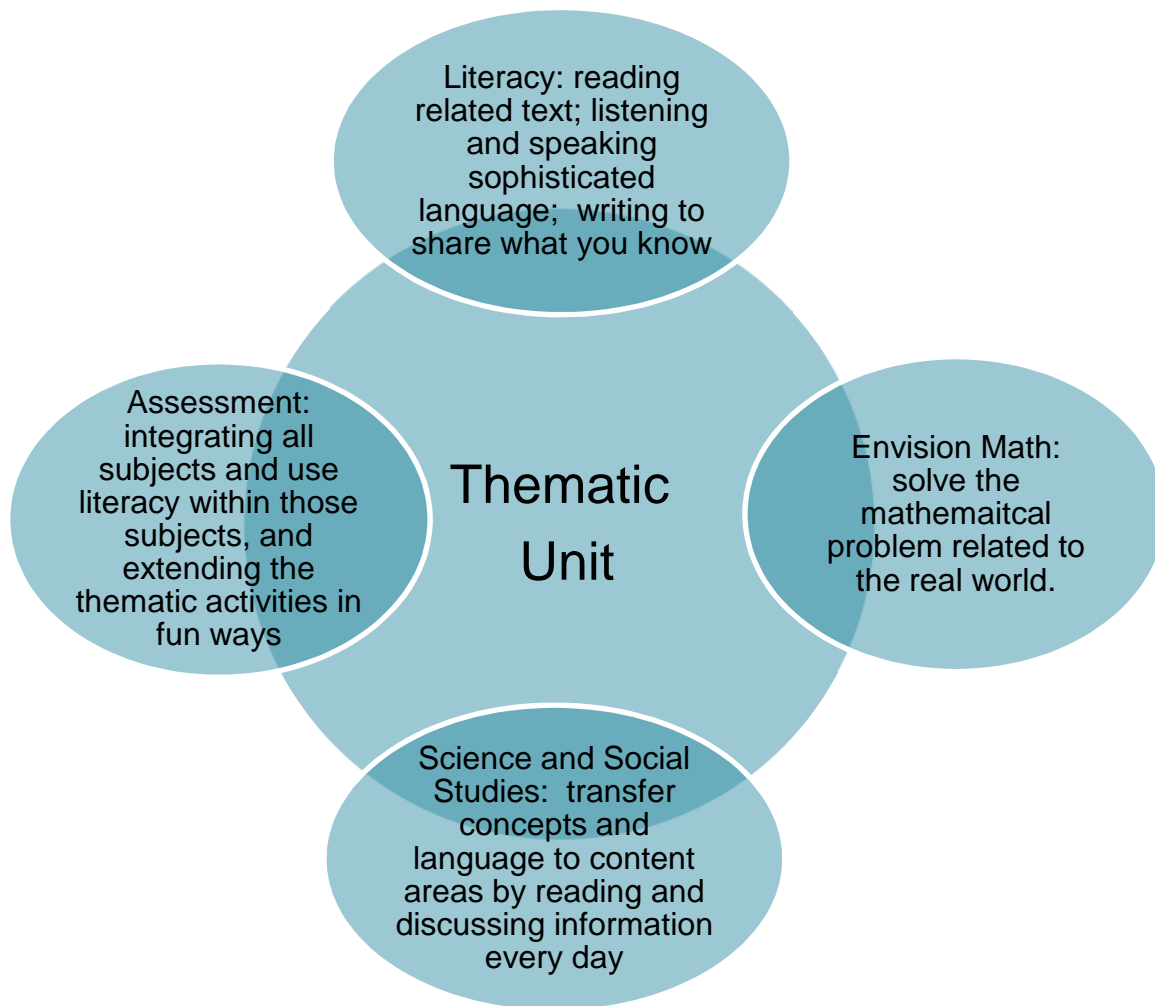 Literacy: reading
related text; listening
and speaking
sophisticated
language;  writing to
share what you know
Assessment:
integrating all
subjects and use
literacy within those
subjects, and
extending the
thematic activities in
fun ways
Thematic
Unit
Envision Math:
solve the
mathemaitcal
problem related to
the real world.
Science and Social
Studies:  transfer
concepts and
language to content
areas by reading and
discussing information
every day